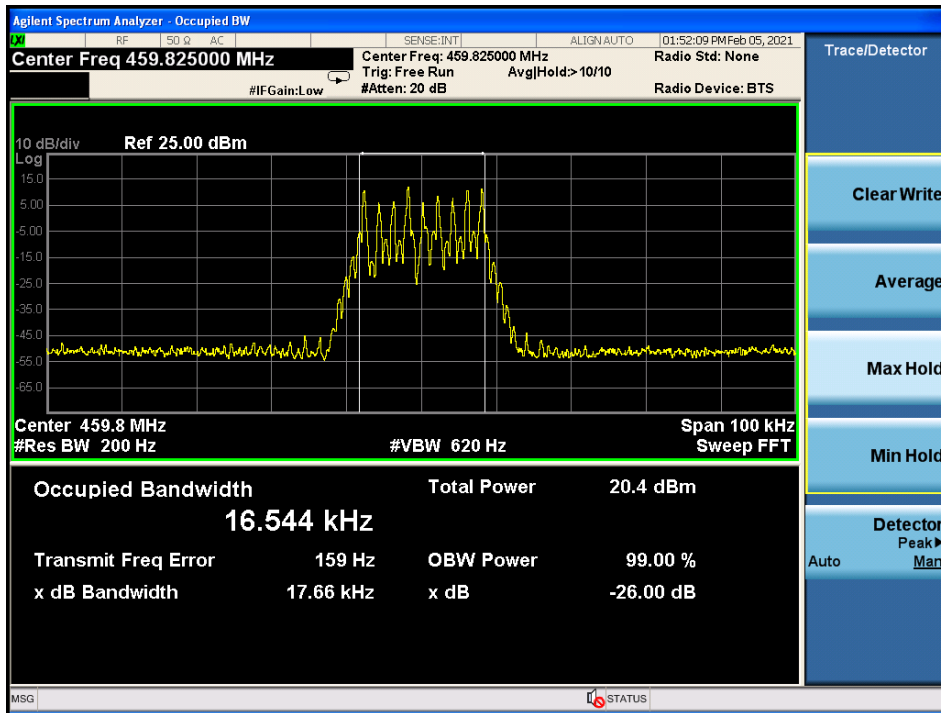 Agilent Spectrum Analyzer - Occupied BW
LXI RF 50 Ω AC SENSE:INT ALIGNAUTO 01:52:09 PMFeb 05, 2021
Center Freq 459.825000 MHz
Center Freq: 459.825000 MHz Radio Std: None
Trig: Free Run Avg|Hold:>10/10
#IFGain:Low #Atten: 20 dB Radio Device: BTS
Trace/Detector
10 dB/div Ref 25.00 dBm
Log
15.0
5.00
-5.00
-15.0
-25.0
-35.0
-45.0
-55.0
-65.0
Center 459.8 MHz Span 100 kHz
#Res BW 200 Hz #VBW 620 Hz Sweep FFT
Occupied Bandwidth Total Power 20.4 dBm
16.544 kHz
Transmit Freq Error 159 Hz OBW Power 99.00 %
x dB Bandwidth 17.66 kHz x dB -26.00 dB
Clear Write
Average
Max Hold
Min Hold
Detector
Peak▶
Auto Man
MSG STATUS